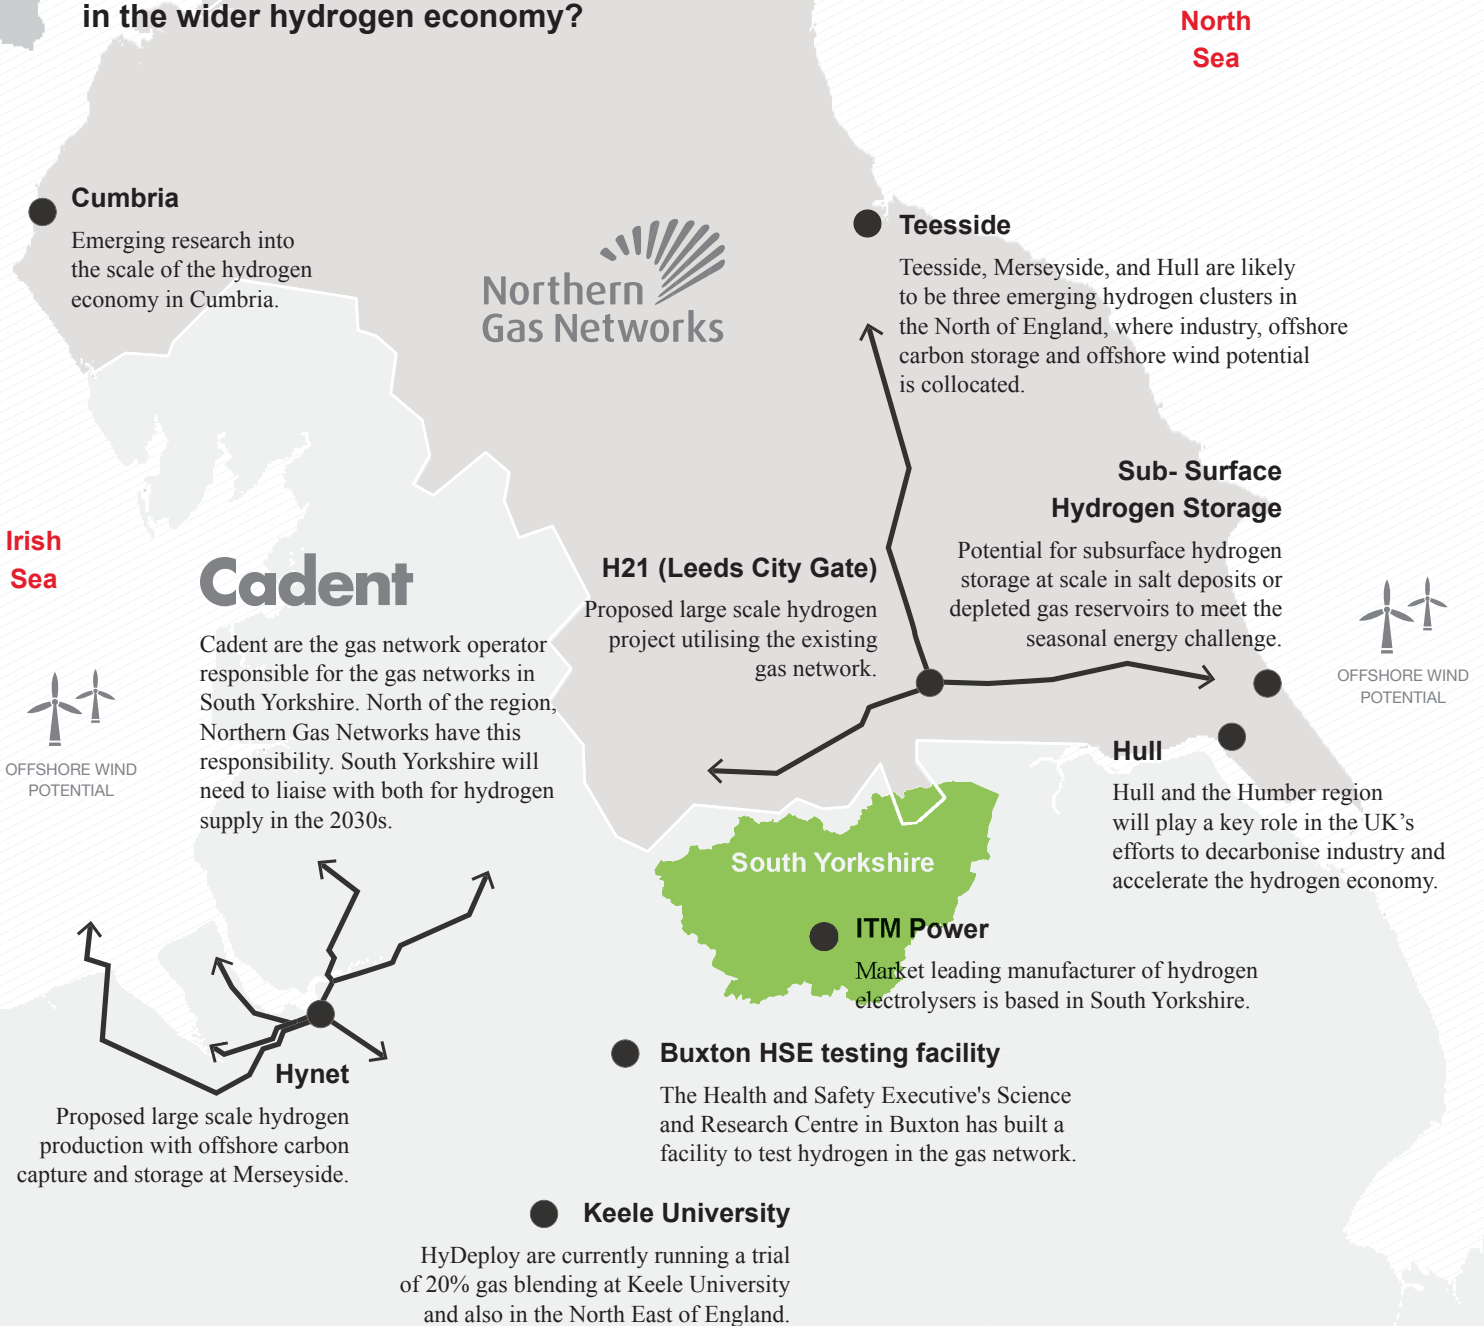 in the wider hydrogen economy?
North
Sea
Cumbria
Emerging research into
the scale of the hydrogen
economy in Cumbria.
Northern
Gas Networks
Teesside
Teesside, Merseyside, and Hull are likely
to be three emerging hydrogen clusters in
the North of England, where industry, offshore
carbon storage and offshore wind potential
is collocated.
Sub- Surface
Hydrogen Storage
Potential for subsurface hydrogen
storage at scale in salt deposits or
depleted gas reservoirs to meet the
seasonal energy challenge.
Irish
Sea
Cadent
Cadent are the gas network operator
responsible for the gas networks in
South Yorkshire. North of the region,
Northern Gas Networks have this
responsibility. South Yorkshire will
need to liaise with both for hydrogen
supply in the 2030s.
H21 (Leeds City Gate)
Proposed large scale hydrogen
project utilising the existing
gas network.
OFFSHORE WIND
POTENTIAL
OFFSHORE WIND
POTENTIAL
Hull
Hull and the Humber region
will play a key role in the UK’s
efforts to decarbonise industry and
accelerate the hydrogen economy.
South Yorkshire
ITM Power
Market leading manufacturer of hydrogen
electrolysers is based in South Yorkshire.
Hynet
Proposed large scale hydrogen
production with offshore carbon
capture and storage at Merseyside.
Buxton HSE testing facility
The Health and Safety Executive's Science
and Research Centre in Buxton has built a
facility to test hydrogen in the gas network.
Keele University
HyDeploy are currently running a trial
of 20% gas blending at Keele University
and also in the North East of England.